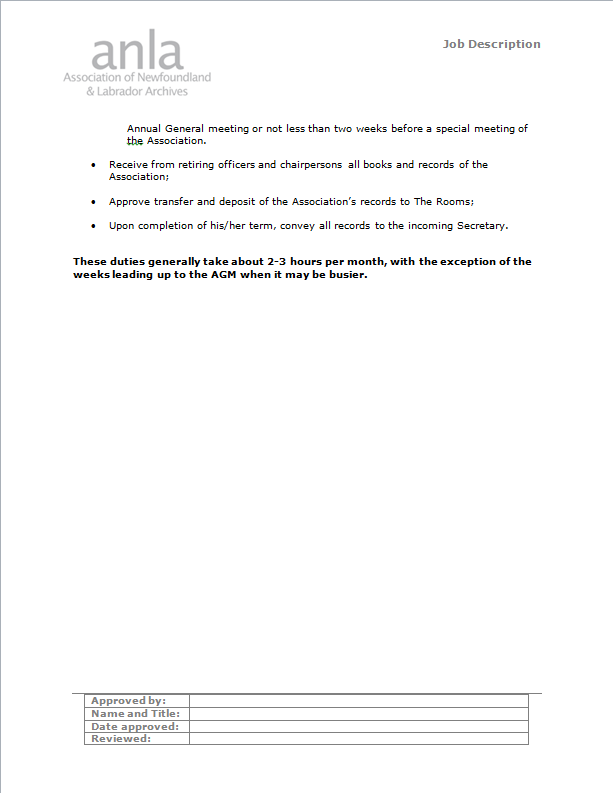 anla
Job Description
Association of Newfoundland
& Labrador Archives
Annual General meeting or not less than two weeks before a special meeting of
the Association.
• Receive from retiring officers and chairpersons  all books and records of the
Association;
• Approve transfer and deposit of the Association's records to The Rooms;
• Upon completion of his/her term, convey all records to the incoming Secretary.
These duties generally take about 2-3 hours per month, with the exception of the
weeks leading up to the AGM when it may be busier.
Approved by:
Name and Title:
Date approved:
Reviewed: